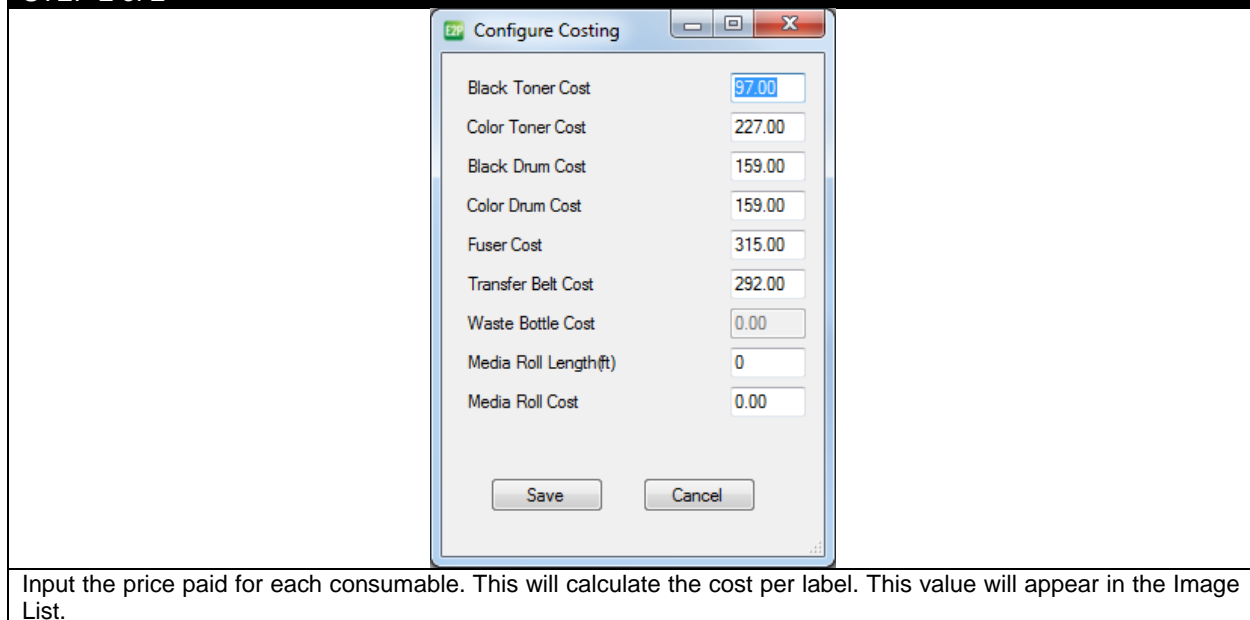 E2P Configure Costing
Black Toner Cost 97.00
Color Toner Cost 227.00
Black Drum Cost 159.00
Color Drum Cost 159.00
Fuser Cost 315.00
Transfer Belt Cost 292.00
Waste Bottle Cost 0.00
Media Roll Length(ft) 0
Media Roll Cost 0.00
Save Cancel
Input the price paid for each consumable. This will calculate the cost per label. This value will appear in the Image
List.